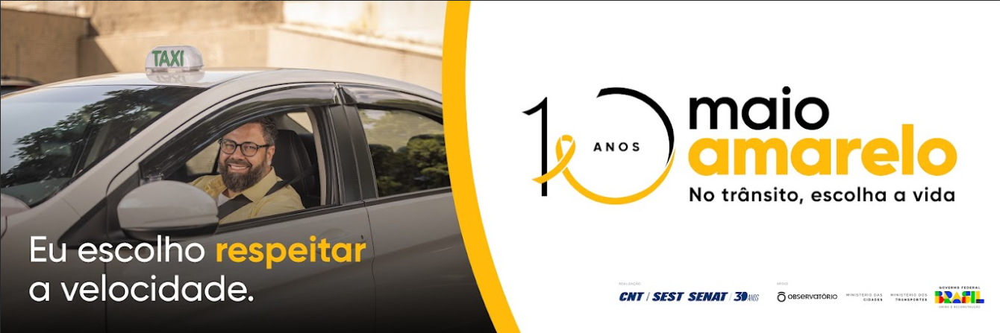 TAXI
Eu escolho respeitar
a velocidade.
10 ANOS
maio
amarelo
No trânsito, escolha a vida
REALIZAÇÃO
CNT SEST SENAT 30 ANOS
APOIO
OBSERVATÓRIO
MINISTÉRIO DAS
CIDADES
MINISTÉRIO DOS
TRANSPORTES
GOVERNO FEDERAL
BRASIL
UNIÃO E RECONSTRUÇÃO